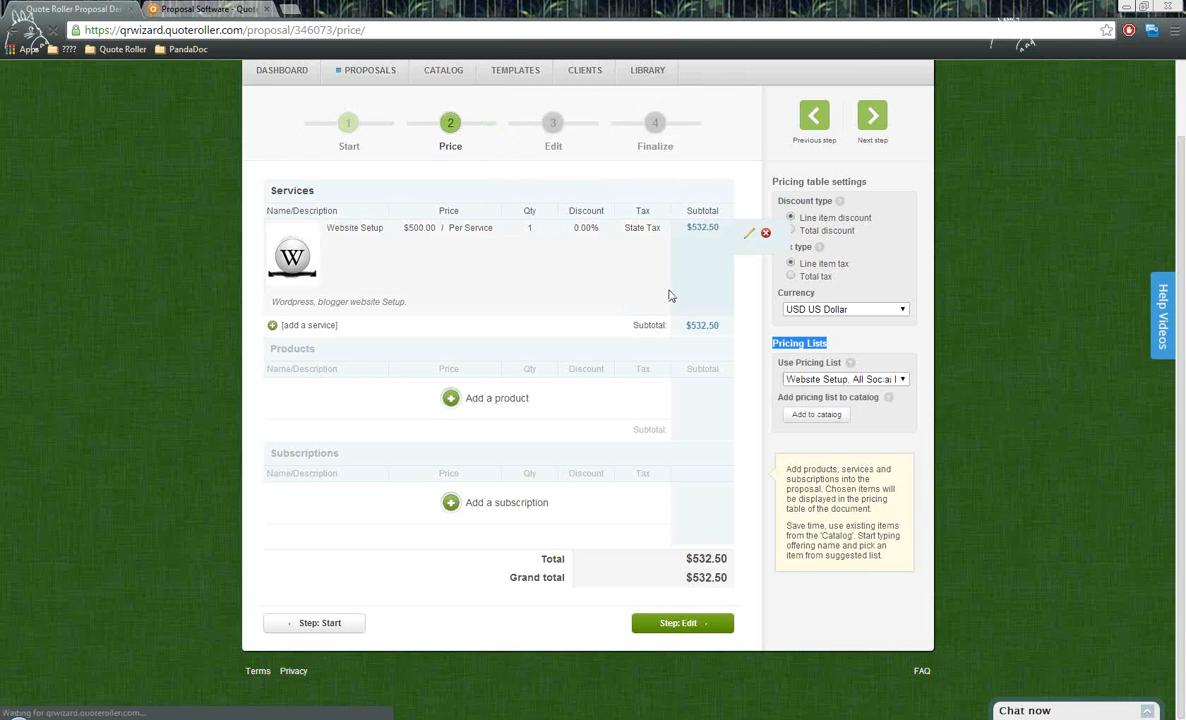 Quote Roller Proposal De
Proposal Software - Quot
https://qrwizard.quoteroller.com/proposal/346073/price/
Apps ???? Quote Roller PandaDoc
DASHBOARD PROPOSALS CATALOG TEMPLATES CLIENTS LIBRARY
1 2 3 4
Start Price Edit Finalize
Previous step Next step
Services
Name/Description Price Qty Discount Tax Subtotal
W Website Setup $500.00 / Per Service 1 0.00% State Tax $532.50
Wordpress, blogger website Setup.
[add a service] Subtotal: $532.50
Products
Name/Description Price Qty Discount Tax Subtotal
Add a product
Subtotal:
Subscriptions
Name/Description Price Qty Discount Tax
Add a subscription
Total $532.50
Grand total $532.50
Step: Start Step: Edit
Pricing table settings
Discount type ?
Line item discount
Total discount
x type ?
Line item tax
Total tax
Currency
USD US Dollar
Pricing Lists
Use Pricing List ?
Website Setup, All Social
Add pricing list to catalog ?
Add to catalog
Add products, services and
subscriptions into the
proposal. Chosen items will
be displayed in the pricing
table of the document.
Save time, use existing items
from the 'Catalog'. Start typing
offering name and pick an
item from suggested list.
Help Videos
Terms Privacy FAQ
Waiting for qrwizard.quoteroller.com...
Chat now